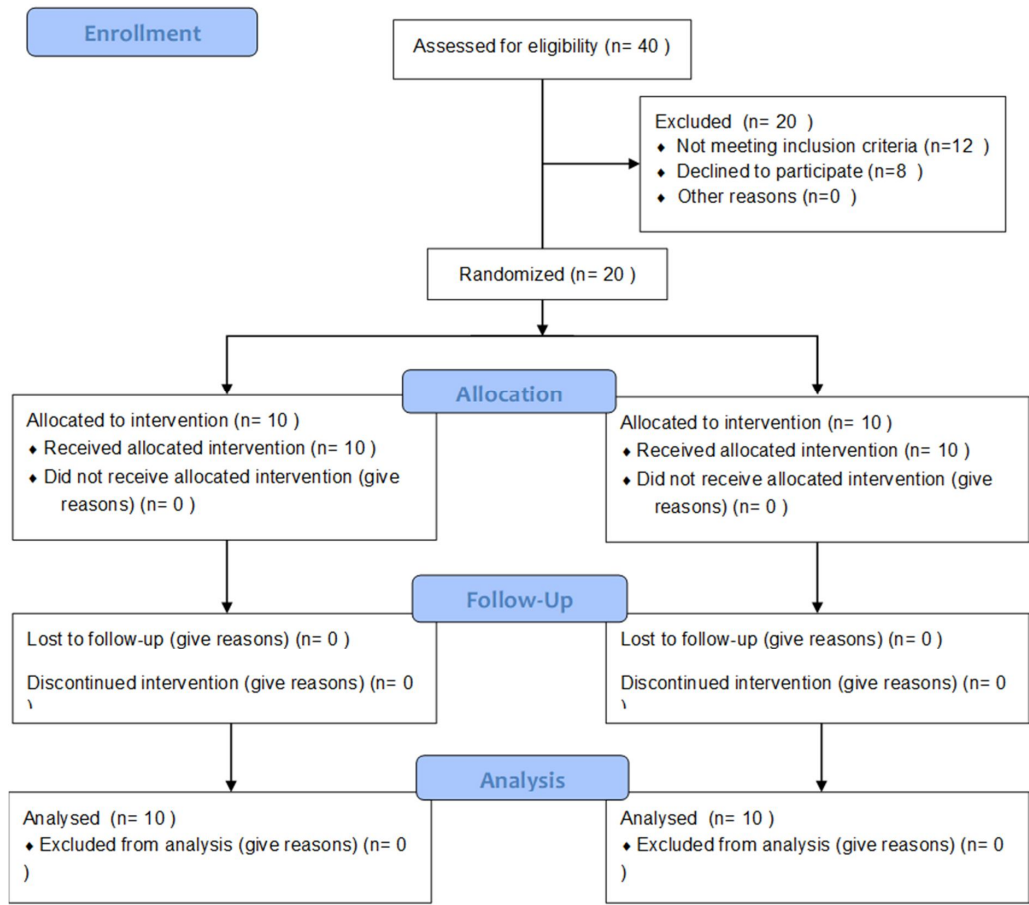 Enrollment
Assessed for eligibility (n= 40 )
Excluded (n= 20 )
♦ Not meeting inclusion criteria (n=12 )
♦ Declined to participate (n=8 )
♦ Other reasons (n=0 )
Randomized (n= 20 )
Allocation
Allocated to intervention (n= 10 )
♦ Received allocated intervention (n= 10 )
♦ Did not receive allocated intervention (give
reasons) (n= 0 )
Allocated to intervention (n= 10 )
♦ Received allocated intervention (n= 10 )
♦ Did not receive allocated intervention (give
reasons) (n= 0 )
Follow-Up
Lost to follow-up (give reasons) (n= 0 )
Discontinued intervention (give reasons) (n= 0
)
Lost to follow-up (give reasons) (n= 0 )
Discontinued intervention (give reasons) (n= 0
)
Analysis
Analysed (n= 10 )
♦ Excluded from analysis (give reasons) (n= 0
)
Analysed (n= 10 )
♦ Excluded from analysis (give reasons) (n= 0
)